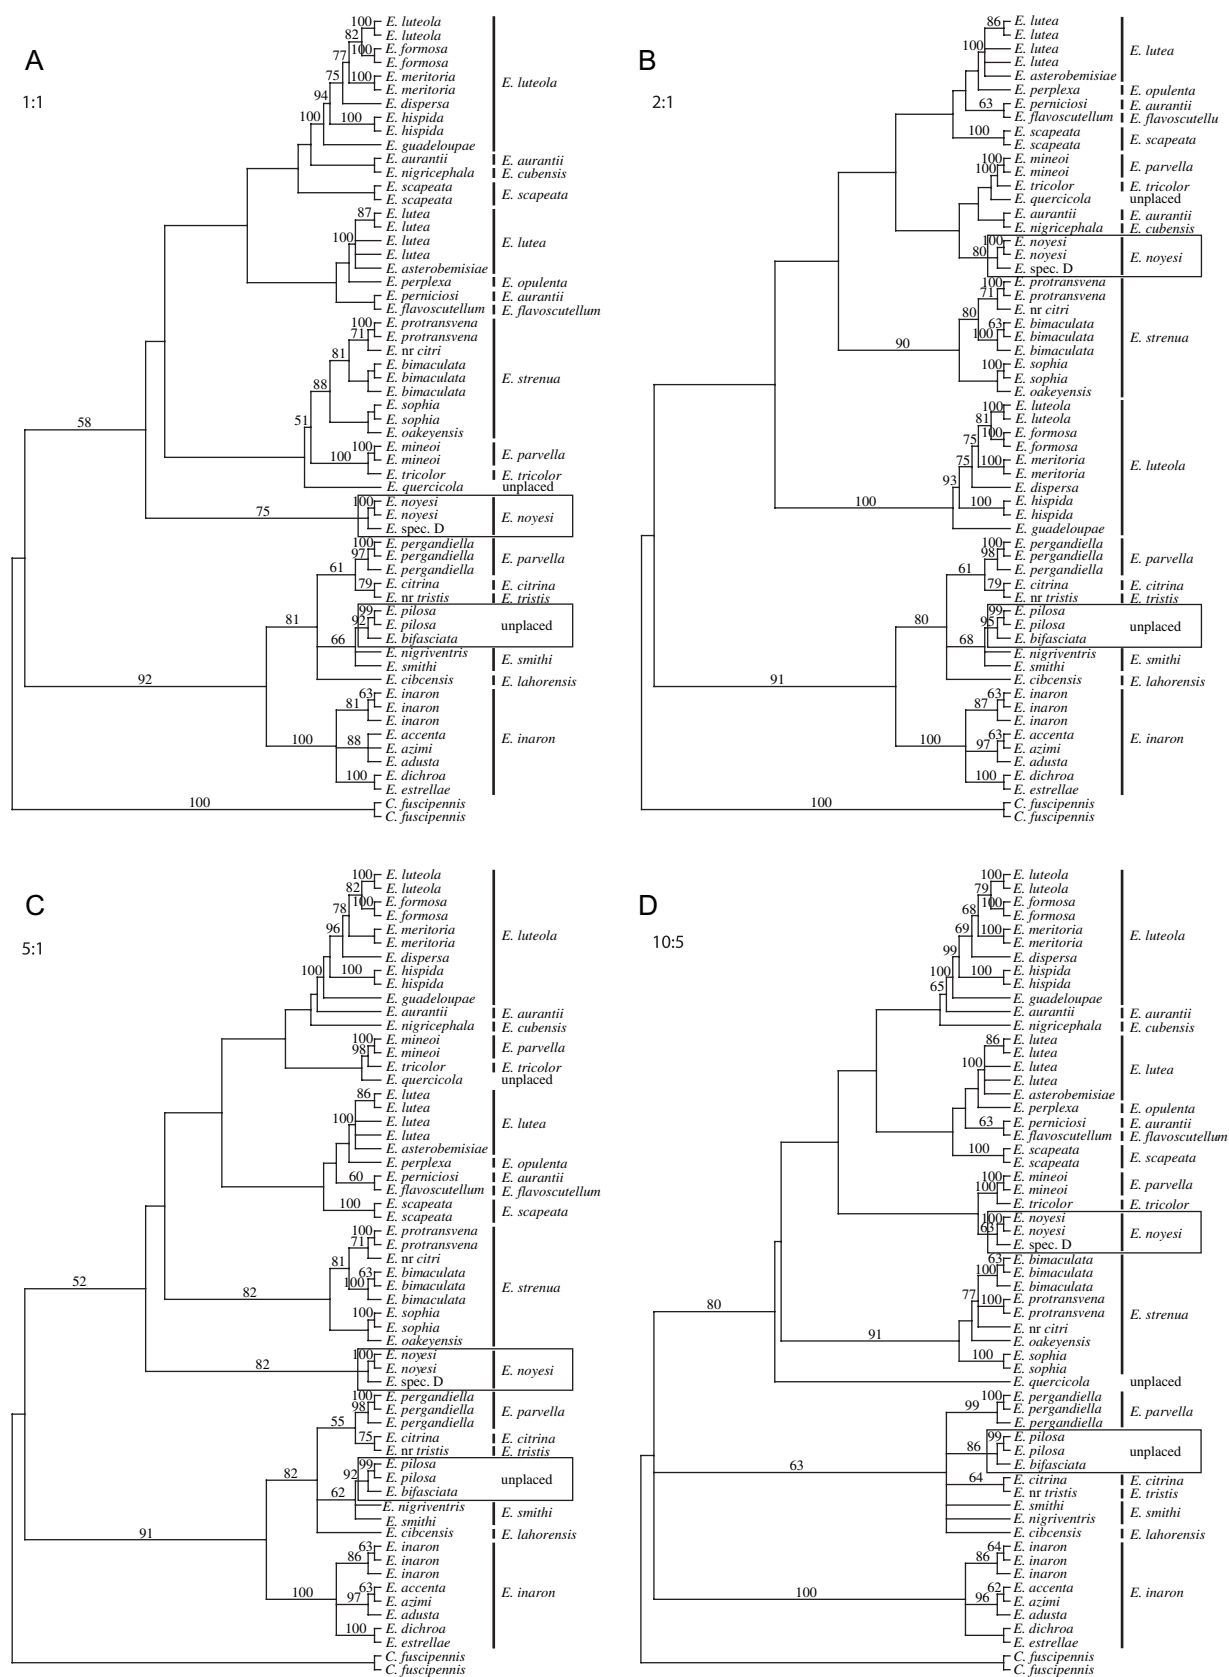 A
1:1
100 E. luteola
82 E. luteola
100 E. formosa
77 E. formosa
75 100 E. meritoria E. luteola
E. meritoria
94 E. dispersa
100 100 E. hispida
E. hispida
E. guadeloupae
E. aurantii E. aurantii
E. nigricephala E. cubensis
E. scapeata E. scapeata
E. scapeata
87 E. lutea
E. lutea
100 E. lutea E. lutea
E. lutea
E. asterobemisiae
E. perplexa E. opulenta
E. perniciosi E. aurantii
E. flavoscutellum E. flavoscutellum
100 E. protransvena
71 E. protransvena
81 E. nr citri
E. bimaculata
88 E. bimaculata E. strenua
E. bimaculata
E. sophia
51 E. sophia
58 E. oakeyensis
100 E. mineoi E. parvella
100 E. mineoi
E. tricolor E. tricolor
E. quercicola unplaced
100 E. noyesi
75 E. noyesi E. noyesi
E. spec. D
100 E. pergandiella
97 E. pergandiella E. parvella
61 E. pergandiella
79 E. citrina E. citrina
E. nr tristis E. tristis
99 E. pilosa
81 92 E. pilosa unplaced
66 E. bifasciata
E. nigriventris E. smithi
E. smithi
92 E. cibcensis E. lahorensis
63 E. inaron
81 E. inaron
E. inaron
100 88 E. accenta E. inaron
E. azimi
E. adusta
100 E. dichroa
E. estrellae
100 C. fuscipennis
C. fuscipennis
B
2:1
86 E. lutea
E. lutea
100 E. lutea E. lutea
E. lutea
E. asterobemisiae
E. perplexa E. opulenta
63 E. perniciosi E. aurantii
E. flavoscutellum E. flavoscutellu
100 E. scapeata E. scapeata
E. scapeata
100 E. mineoi E. parvella
100 E. mineoi
E. tricolor E. tricolor
E. quercicola unplaced
E. aurantii E. aurantii
E. nigricephala E. cubensis
100 E. noyesi
80 E. noyesi E. noyesi
E. spec. D
100 E. protransvena
71 E. protransvena
80 E. nr citri
63 E. bimaculata
100 E. bimaculata E. strenua
90 E. bimaculata
100 E. sophia
E. sophia
E. oakeyensis
100 E. luteola
81 E. luteola
100 E. formosa
75 E. formosa
75 100 E. meritoria E. luteola
E. meritoria
93 E. dispersa
100 100 E. hispida
E. hispida
E. guadeloupae
100 E. pergandiella
98 E. pergandiella E. parvella
61 E. pergandiella
79 E. citrina E. citrina
E. nr tristis E. tristis
99 E. pilosa
80 95 E. pilosa unplaced
68 E. bifasciata
E. nigriventris E. smithi
E. smithi
91 E. cibcensis E. lahorensis
63 E. inaron
87 E. inaron
E. inaron
100 63 E. accenta E. inaron
97 E. azimi
E. adusta
100 E. dichroa
E. estrellae
100 C. fuscipennis
C. fuscipennis
C
5:1
100 E. luteola
82 E. luteola
100 E. formosa
78 E. formosa
96 E. meritoria E. luteola
E. meritoria
E. dispersa
100 100 E. hispida
E. hispida
E. guadeloupae
E. aurantii E. aurantii
E. nigricephala E. cubensis
100 E. mineoi E. parvella
98 E. mineoi
E. tricolor E. tricolor
E. quercicola unplaced
86 E. lutea
E. lutea
100 E. lutea E. lutea
E. lutea
E. asterobemisiae
E. perplexa E. opulenta
60 E. perniciosi E. aurantii
E. flavoscutellum E. flavoscutellum
100 E. scapeata E. scapeata
E. scapeata
100 E. protransvena
71 E. protransvena
81 E. nr citri
52 63 E. bimaculata
100 E. bimaculata E. strenua
82 E. bimaculata
100 E. sophia
E. sophia
E. oakeyensis
100 E. noyesi
82 E. noyesi E. noyesi
E. spec. D
100 E. pergandiella
98 E. pergandiella E. parvella
55 E. pergandiella
75 E. citrina E. citrina
E. nr tristis E. tristis
99 E. pilosa
82 92 E. pilosa unplaced
62 E. bifasciata
E. nigriventris E. smithi
E. smithi
91 E. cibcensis E. lahorensis
63 E. inaron
86 E. inaron
E. inaron
100 63 E. accenta E. inaron
97 E. azimi
E. adusta
100 E. dichroa
E. estrellae
C. fuscipennis
C. fuscipennis
D
10:5
100 E. luteola
79 E. luteola
100 E. formosa
68 E. formosa
69 100 E. meritoria E. luteola
E. meritoria
99 E. dispersa
100 100 E. hispida
65 E. hispida
E. guadeloupae
E. aurantii E. aurantii
E. nigricephala E. cubensis
86 E. lutea
E. lutea
100 E. lutea E. lutea
E. lutea
E. asterobemisiae
E. perplexa E. opulenta
63 E. perniciosi E. aurantii
E. flavoscutellum E. flavoscutellum
100 E. scapeata E. scapeata
E. scapeata
100 E. mineoi E. parvella
100 E. mineoi
E. tricolor E. tricolor
100 E. noyesi
63 E. noyesi E. noyesi
E. spec. D
63 E. bimaculata
100 E. bimaculata
E. bimaculata
80 77 100 E. protransvena E. strenua
E. protransvena
E. nr citri
91 E. oakeyensis
100 E. sophia
E. sophia
E. quercicola unplaced
100 E. pergandiella
99 E. pergandiella E. parvella
E. pergandiella
99 E. pilosa
86 E. pilosa unplaced
E. bifasciata
63 64 E. citrina E. citrina
E. nr tristis E. tristis
E. smithi E. smithi
E. nigriventris
E. cibcensis E. lahorensis
64 E. inaron
86 E. inaron
E. inaron
100 62 E. accenta E. inaron
96 E. azimi
E. adusta
E. dichroa
E. estrellae
C. fuscipennis
C. fuscipennis